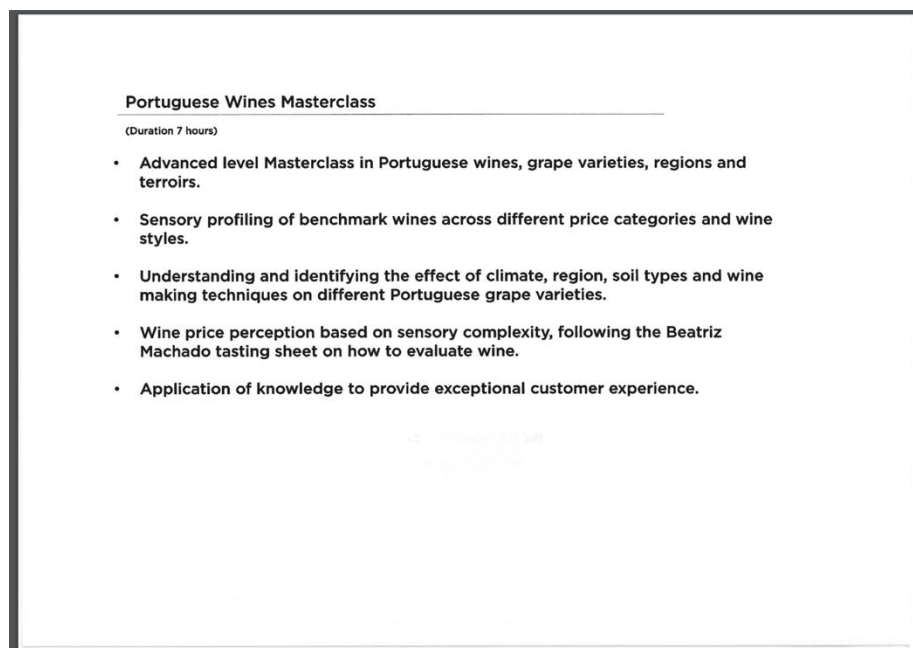 Portuguese Wines Masterclass
(Duration 7 hours)
• Advanced level Masterclass in Portuguese wines, grape varieties, regions and
terroirs.
• Sensory profiling of benchmark wines across different price categories and wine
styles.
• Understanding and identifying the effect of climate, region, soil types and wine
making techniques on different Portuguese grape varieties.
• Wine price perception based on sensory complexity, following the Beatriz
Machado tasting sheet on how to evaluate wine.
• Application of knowledge to provide exceptional customer experience.